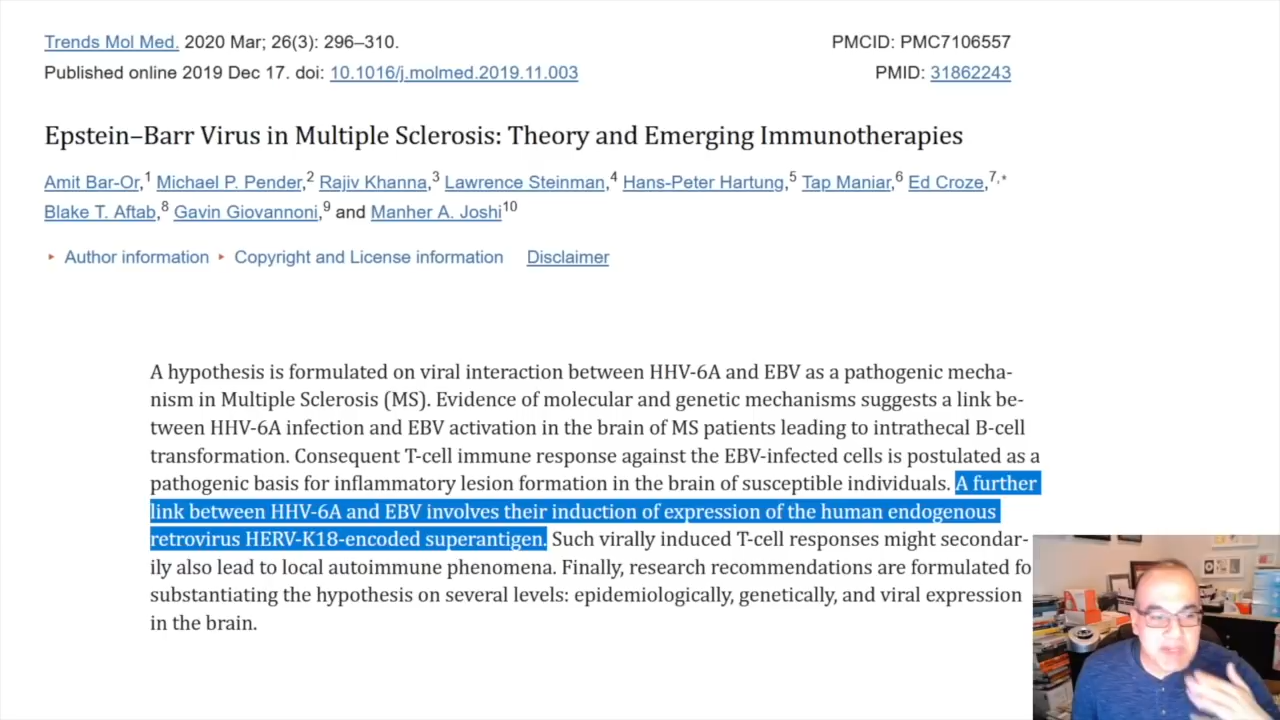 Trends Mol Med. 2020 Mar; 26(3): 296–310.
PMCID: PMC7106557
Published online 2019 Dec 17. doi: 10.1016/j.molmed.2019.11.003
PMID: 31862243
Epstein–Barr Virus in Multiple Sclerosis: Theory and Emerging Immunotherapies
Amit Bar-Or,1 Michael P. Pender,2 Rajiv Khanna,3 Lawrence Steinman,4 Hans-Peter Hartung,5 Tap Maniar,6 Ed Croze,7,*
Blake T. Aftab,8 Gavin Giovannoni,9 and Manher A. Joshi10
▸ Author information ▸ Copyright and License information Disclaimer
A hypothesis is formulated on viral interaction between HHV-6A and EBV as a pathogenic mecha-
nism in Multiple Sclerosis (MS). Evidence of molecular and genetic mechanisms suggests a link be-
tween HHV-6A infection and EBV activation in the brain of MS patients leading to intrathecal B-cell
transformation. Consequent T-cell immune response against the EBV-infected cells is postulated as a
pathogenic basis for inflammatory lesion formation in the brain of susceptible individuals. A further
link between HHV-6A and EBV involves their induction of expression of the human endogenous
retrovirus HERV-K18-encoded superantigen. Such virally induced T-cell responses might secondar-
ily also lead to local autoimmune phenomena. Finally, research recommendations are formulated fo
substantiating the hypothesis on several levels: epidemiologically, genetically, and viral expression
in the brain.